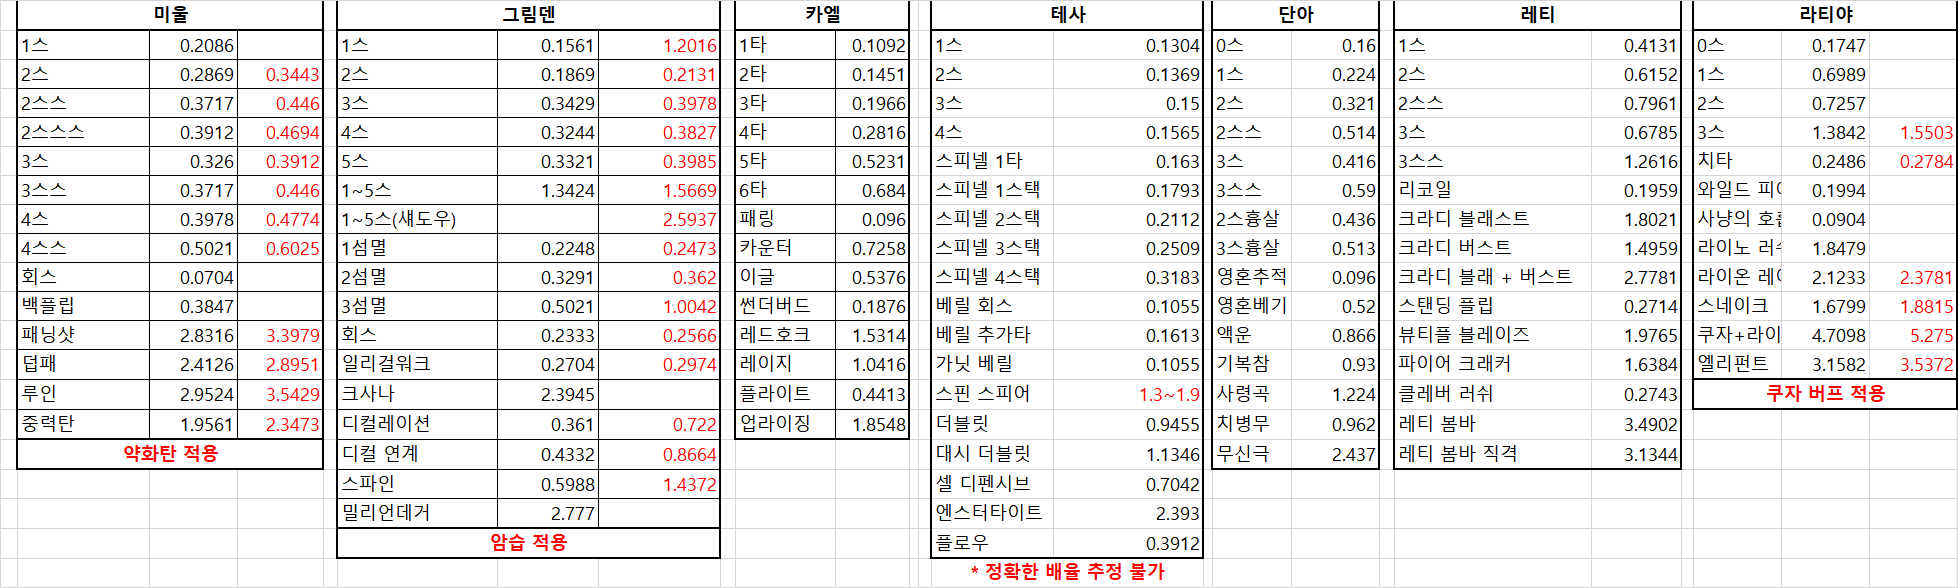 미울 그림덴 카엘 테사 단아 레티 라티야
1스 0.2086 1스 0.1561 1.2016 1타 0.1092 1스 0.1304 0스 0.16 1스 0.4131 0스 0.1747
2스 0.2869 0.3443 2스 0.1869 0.2131 2타 0.1451 2스 0.1369 1스 0.224 2스 0.6152 1스 0.6989
2스스 0.3717 0.446 3스 0.3429 0.3978 3타 0.1966 3스 0.15 2스 0.321 2스스 0.7961 2스 0.7257
2스스스 0.3912 0.4694 4스 0.3244 0.3827 4타 0.2816 4스 0.1565 2스스 0.514 3스 0.6785 3스 1.3842 1.5503
3스 0.326 0.3912 5스 0.3321 0.3985 5타 0.5231 스피넬 1타 0.163 3스 0.416 3스스 1.2616 치타 0.2486 0.2784
3스스 0.3717 0.446 1~5스 1.3424 1.5669 6타 0.684 스피넬 1스택 0.1793 3스스 0.59 리코일 0.1959 와일드 0.1994
4스 0.3978 0.4774 1~5스(섀도우) 2.5937 패링 0.096 스피넬 2스택 0.2112 2스흉살 0.436 크라디 블래스트 1.8021 사냥의 0.0904
4스스 0.5021 0.6025 1섬멸 0.2248 0.2473 카운터 0.7258 스피넬 3스택 0.2509 3스흉살 0.513 크라디 버스트 1.4959 라이노 1.8479
회스 0.0704 2섬멸 0.3291 0.362 이글 0.5376 스피넬 4스택 0.3183 영혼추적 0.096 크라디 블래 + 버스트 2.7781 라이온 2.1233 2.3781
백플립 0.3847 3섬멸 0.5021 1.0042 썬더버드 0.1876 베릴 회스 0.1055 영혼베기 0.52 스탠딩 플립 0.2714 스네이크 1.6799 1.8815
패닝샷 2.8316 3.3979 회스 0.2333 0.2566 레드호크 1.5314 베릴 추가타 0.1613 액운 0.866 뷰티플 블레이즈 1.9765 쿠자+라이 4.7098 5.275
덥패 2.4126 2.8951 일리걸워크 0.2704 0.2974 레이지 1.0416 가닛 베릴 0.1055 기복참 0.93 파이어 크래커 1.6384 엘리펀트 3.1582 3.5372
루인 2.9524 3.5429 크사나 2.3945 플라이트 0.4413 스핀 스피어 1.3~1.9 사령곡 1.224 클레버 러쉬 0.2743 쿠자 버프 적용
중력탄 1.9561 2.3473 디컬레이션 0.361 0.722 업라이징 1.8548 더블릿 0.9455 치병무 0.962 레티 봄바 3.4902
약화탄 적용 디컬 연계 0.4332 0.8664 대시 더블릿 1.1346 무신극 2.437 레티 봄바 직격 3.1344
스파인 0.5988 1.4372 셀 디펜시브 0.7042
밀리언데거 2.777 엔스터타이트 2.393
암습 적용 플로우 0.3912
* 정확한 배율 추정 불가